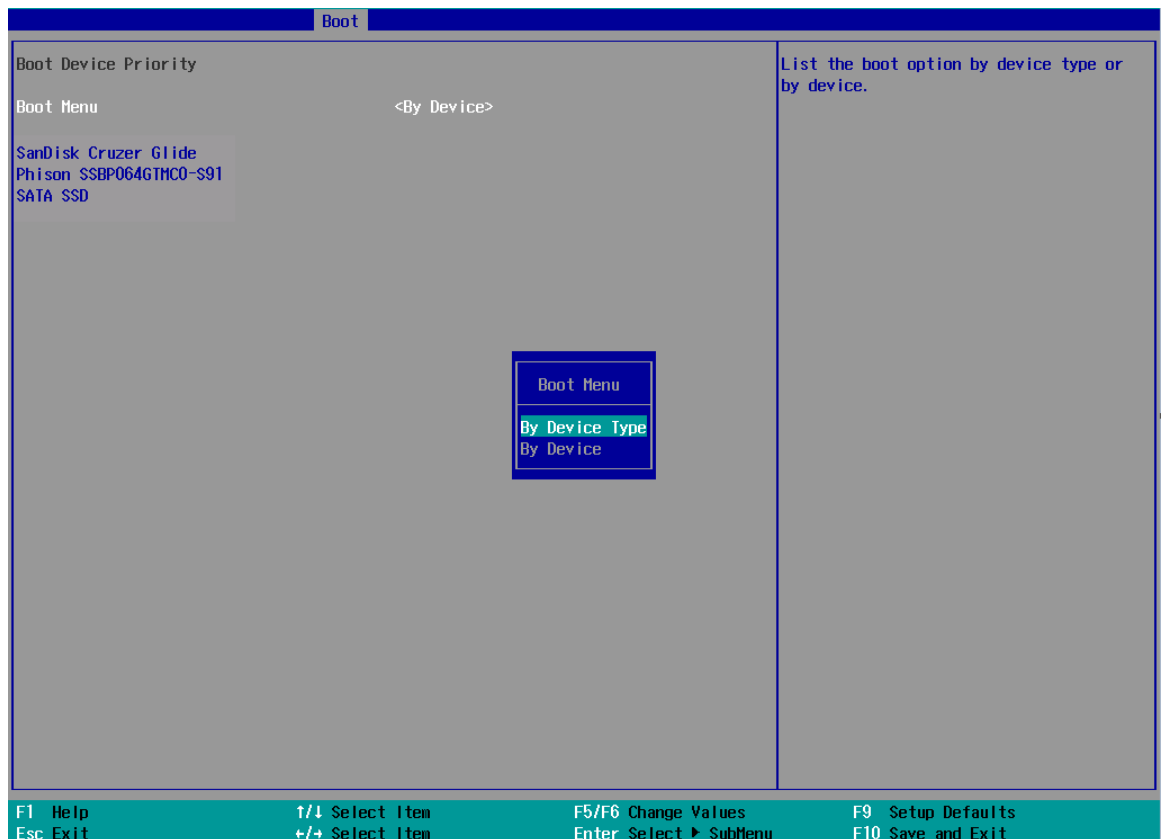 Boot
Boot Device Priority
Boot Menu <By Device>
SanDisk Cruzer Glide
Phison SSBP064GTMC0-S91
SATA SSD
List the boot option by device type or
by device.
Boot Menu
By Device Type
By Device
F1 Help ↑/↓ Select Item F5/F6 Change Values F9 Setup Defaults
Esc Exit ←/→ Select Item Enter Select ▶ SubMenu F10 Save and Exit